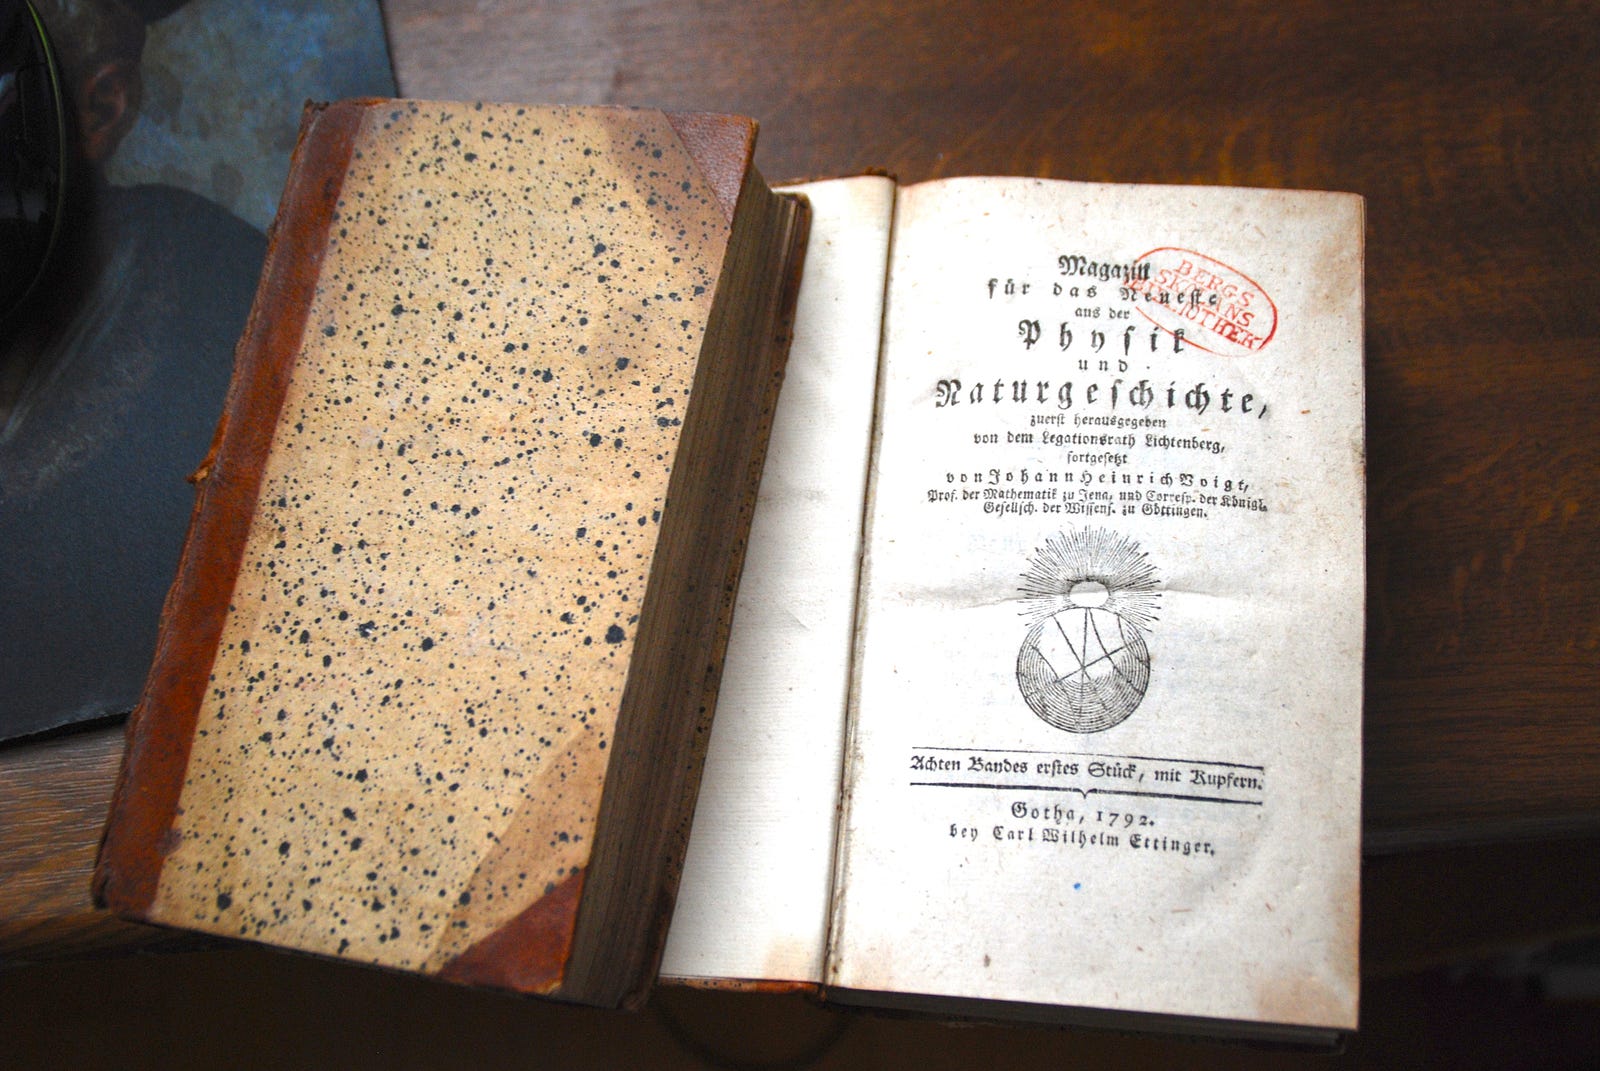 Magazin
für das Neueste
aus der
Physik
und
Naturgeschichte,
zuerst herausgegeben
von dem Legationsrath Lichtenberg,
fortgesetzt
von Johann Heinrich Voigt,
Prof. der Mathematik zu Jena, und Corresp. der Königl.
Gesellsch. der Wissens. zu Göttingen.
Achten Bandes erstes Stück, mit Kupfern.
Gotha, 1792.
bey Carl Wilhelm Ettinger.
BERGS
SKOLANS
BIBLIOTHEK